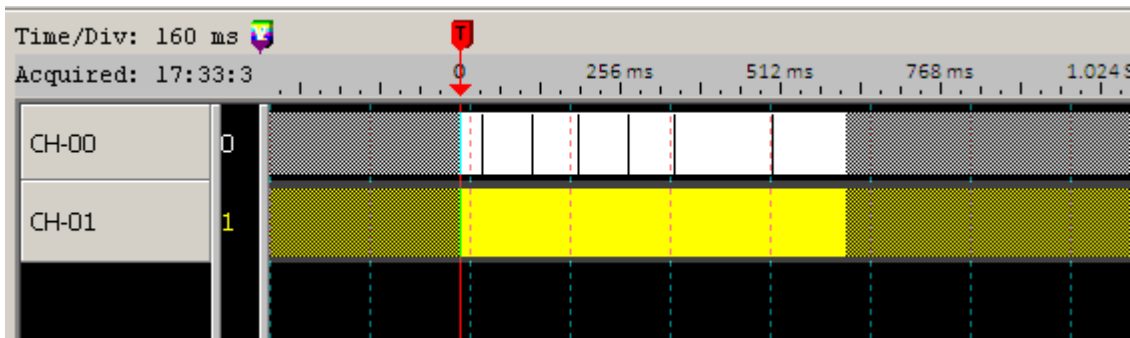 Time/Div: 160 ms
T
Acquired: 17:33:3
0 256 ms 512 ms 768 ms 1.024 S
CH-00 0
CH-01 1